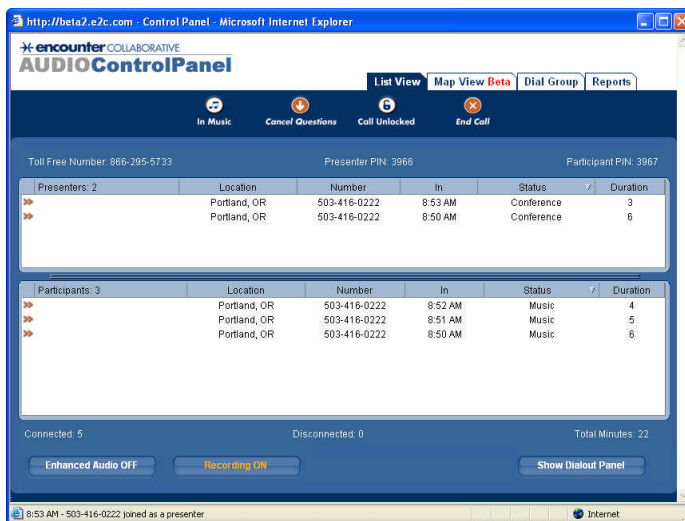 http://beta2.e2c.com - Control Panel - Microsoft Internet Explorer
encounter COLLABORATIVE
AUDIOControlPanel
List View Map View Beta Dial Group Reports
In Music Cancel Questions Call Unlocked End Call
Toll Free Number: 866-295-5733 Presenter PIN: 3966 Participant PIN: 3967
Presenters: 2 Location Number In Status Duration
Portland, OR 503-416-0222 8:53 AM Conference 3
Portland, OR 503-416-0222 8:50 AM Conference 6
Participants: 3 Location Number In Status Duration
Portland, OR 503-416-0222 8:52 AM Music 4
Portland, OR 503-416-0222 8:51 AM Music 5
Portland, OR 503-416-0222 8:50 AM Music 6
Connected: 5 Disconnected: 0 Total Minutes: 22
Enhanced Audio OFF Recording ON Show Dialout Panel
8:53 AM - 503-416-0222 joined as a presenter Internet